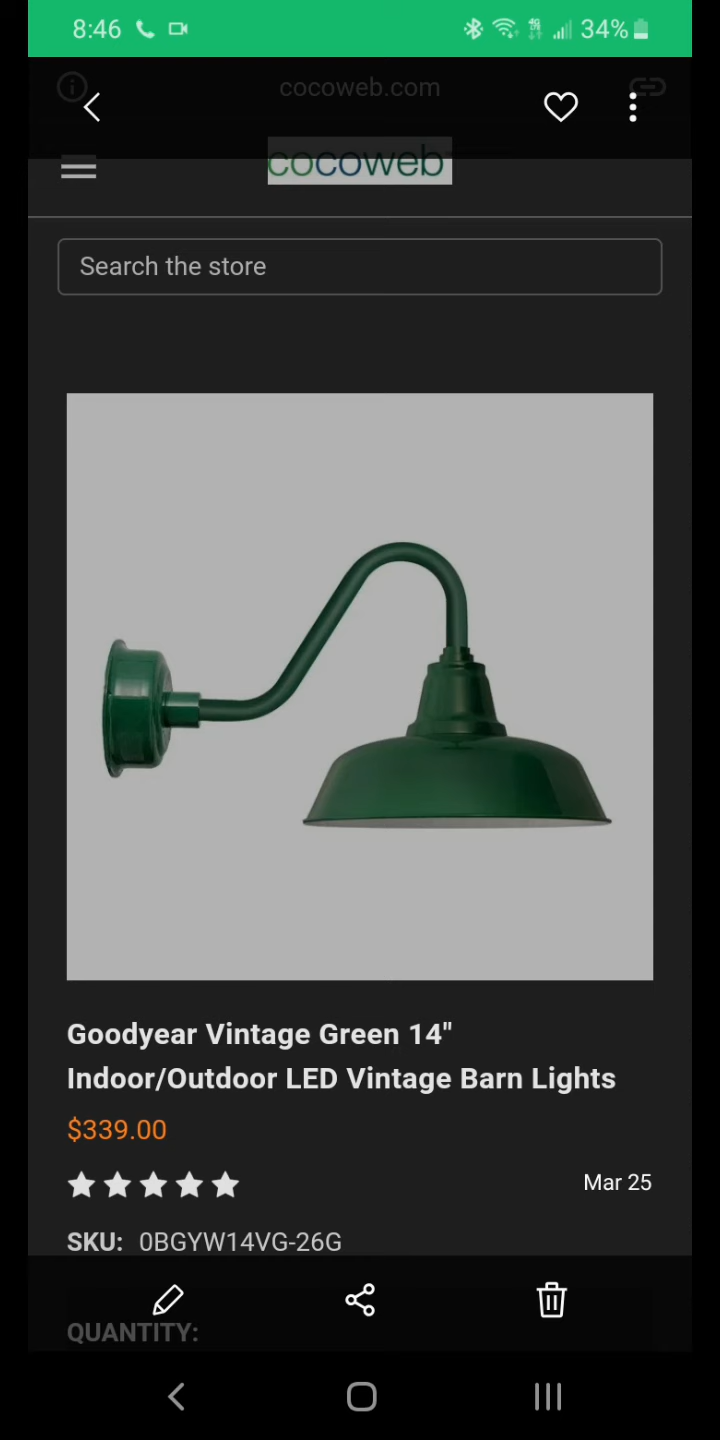 8:46
4G
34%
cocoweb.com
cocoweb
Search the store
Goodyear Vintage Green 14"
Indoor/Outdoor LED Vintage Barn Lights
$339.00
Mar 25
SKU: 0BGYW14VG-26G
QUANTITY: